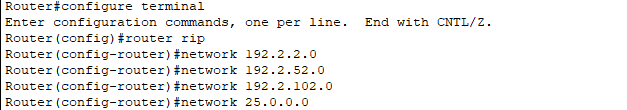 Router#configure terminal
Enter configuration commands, one per line.  End with CNTL/Z.
Router(config)#router rip
Router(config-router)#network 192.2.2.0
Router(config-router)#network 192.2.52.0
Router(config-router)#network 192.2.102.0
Router(config-router)#network 25.0.0.0